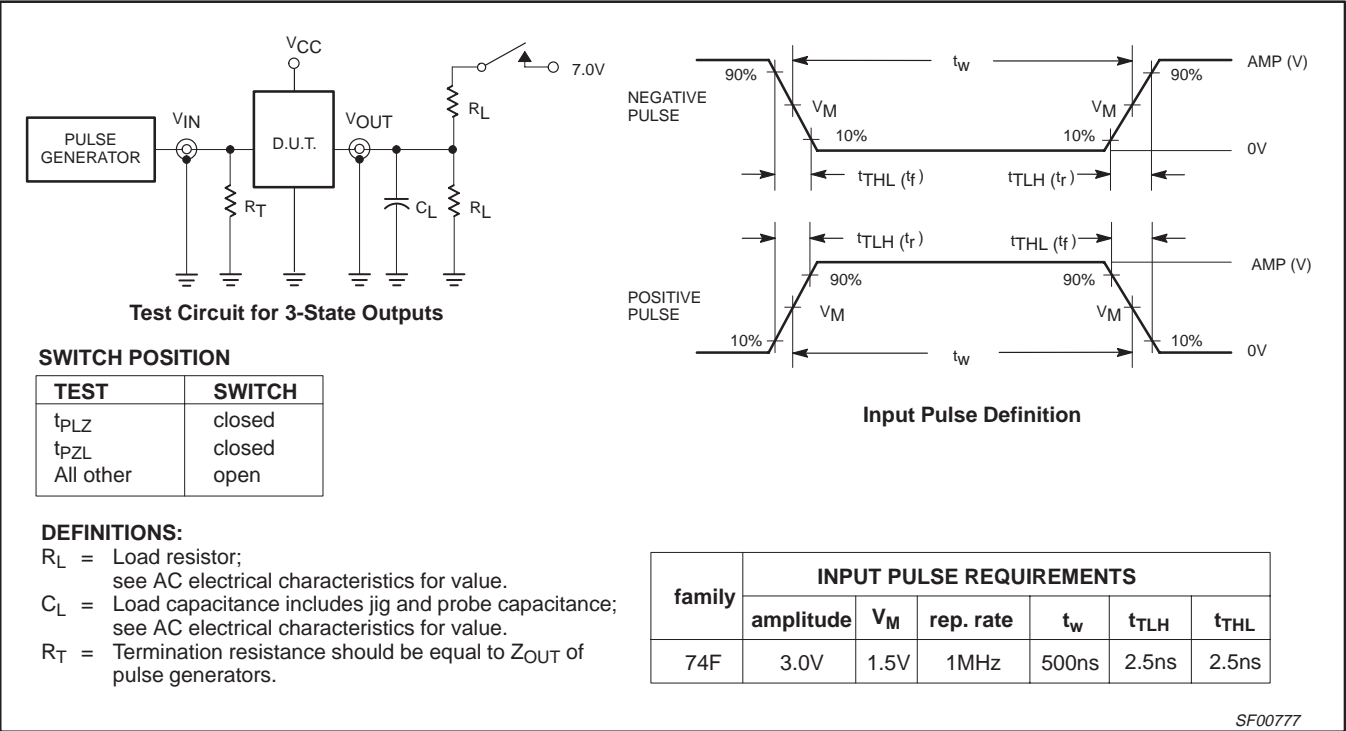 VCC
7.0V
RL
VIN
VOUT
PULSE
GENERATOR
D.U.T.
RT
CL
RL
Test Circuit for 3-State Outputs
SWITCH POSITION
TEST SWITCH
tPLZ closed
tPZL closed
All other open
DEFINITIONS:
RL = Load resistor;
see AC electrical characteristics for value.
CL = Load capacitance includes jig and probe capacitance;
see AC electrical characteristics for value.
RT = Termination resistance should be equal to ZOUT of
pulse generators.
NEGATIVE
PULSE
90% tw 90% AMP (V)
VM VM
10% 10% 0V
tTHL (tf) tTLH (tr)
tTLH (tr) tTHL (tf)
AMP (V)
90% 90%
POSITIVE
PULSE
VM VM
10% tw 10% 0V
Input Pulse Definition
family INPUT PULSE REQUIREMENTS
amplitude VM rep. rate tw tTLH tTHL
74F 3.0V 1.5V 1MHz 500ns 2.5ns 2.5ns
SF00777